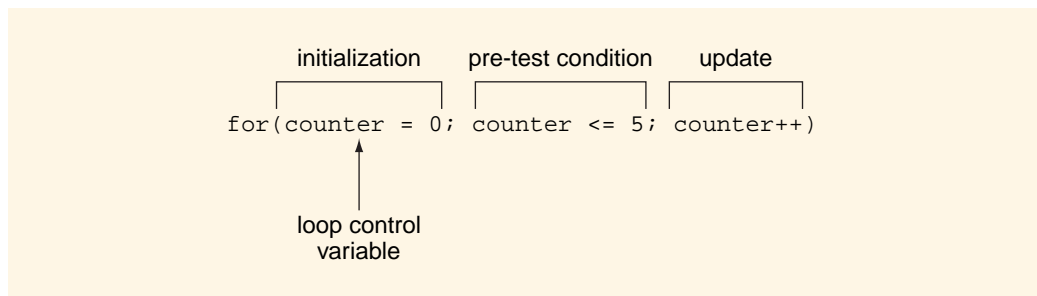 initialization pre-test condition update
for(counter = 0; counter <= 5; counter++)
loop control
variable